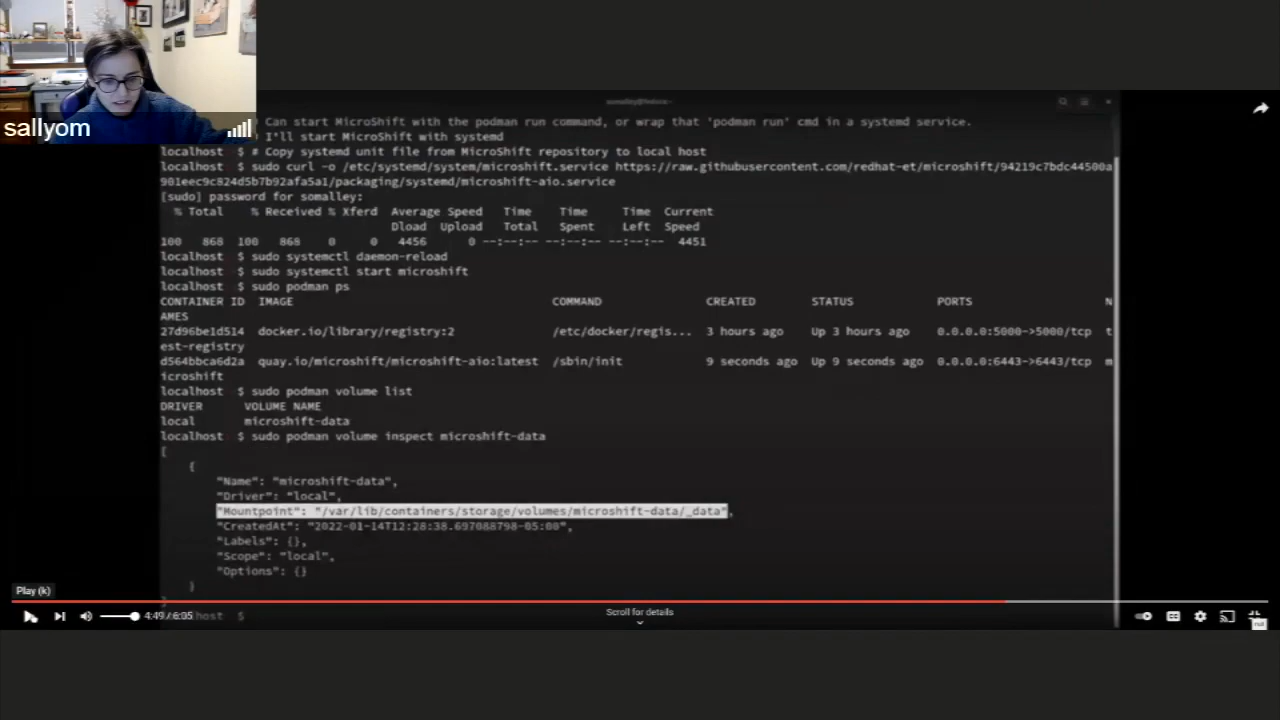 sallyom
somalley@fedora:~
Can start MicroShift with the podman run command, or wrap that 'podman run' cmd in a systemd service.
I'll start MicroShift with systemd
localhost $ # Copy systemd unit file from MicroShift repository to local host
localhost $ sudo curl -o /etc/systemd/system/microshift.service https://raw.githubusercontent.com/redhat-et/microshift/94219c7bdc44500a
901eec9c824d5b7b92afa5a1/packaging/systemd/microshift-aio.service
[sudo] password for somalley:
% Total % Received % Xferd Average Speed Time Time Time Current
Dload Upload Total Spent Left Speed
100 868 100 868 0 0 4456 0 --:--:-- --:--:-- --:--:-- 4451
localhost $ sudo systemctl daemon-reload
localhost $ sudo systemctl start microshift
localhost $ sudo podman ps
CONTAINER ID IMAGE COMMAND CREATED STATUS PORTS N
AMES
27d96be1d514 docker.io/library/registry:2 /etc/docker/regis... 3 hours ago Up 3 hours ago 0.0.0.0:5000->5000/tcp t
est-registry
d564bbca6d2a quay.io/microshift/microshift-aio:latest /sbin/init 9 seconds ago Up 9 seconds ago 0.0.0.0:6443->6443/tcp m
icroshift
localhost $ sudo podman volume list
DRIVER VOLUME NAME
local microshift-data
localhost $ sudo podman volume inspect microshift-data
[
{
"Name": "microshift-data",
"Driver": "local",
"Mountpoint": "/var/lib/containers/storage/volumes/microshift-data/_data",
"CreatedAt": "2022-01-14T12:28:38.697088798-05:00",
"Labels": {},
"Scope": "local",
"Options": {}
}
Play (k)
4:49 / 6:05
host $
Scroll for details